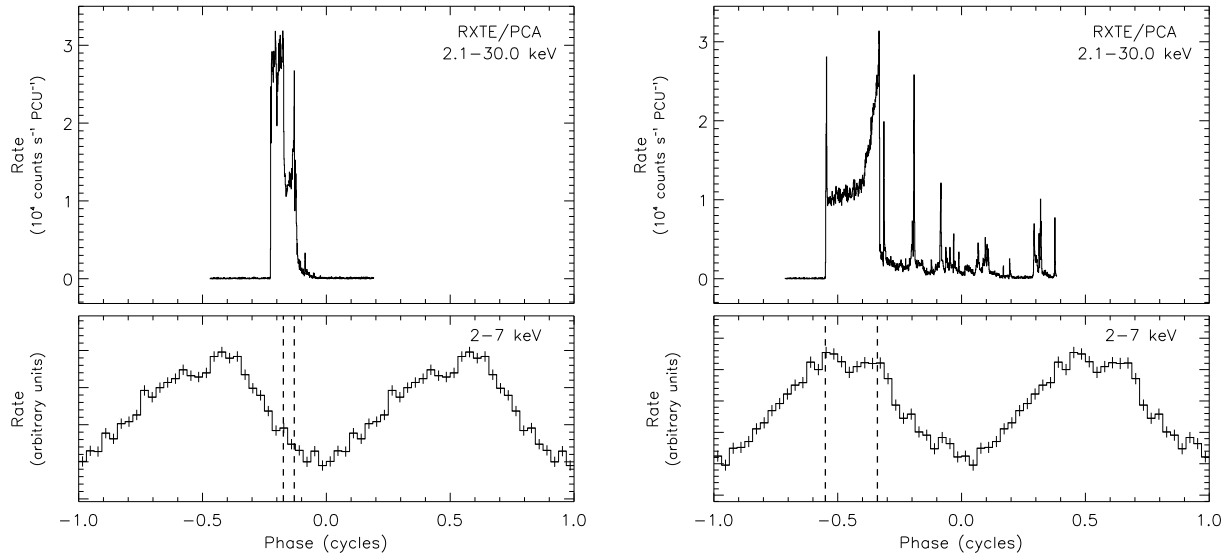 RXTE/PCA
2.1−30.0 keV
Rate
(10⁴ counts s⁻¹ PCU⁻¹)
3
2
1
0
2−7 keV
Rate
(arbitrary units)
−1.0 −0.5 0.0 0.5 1.0
Phase (cycles)
RXTE/PCA
2.1−30.0 keV
Rate
(10⁴ counts s⁻¹ PCU⁻¹)
3
2
1
0
2−7 keV
Rate
(arbitrary units)
−1.0 −0.5 0.0 0.5 1.0
Phase (cycles)